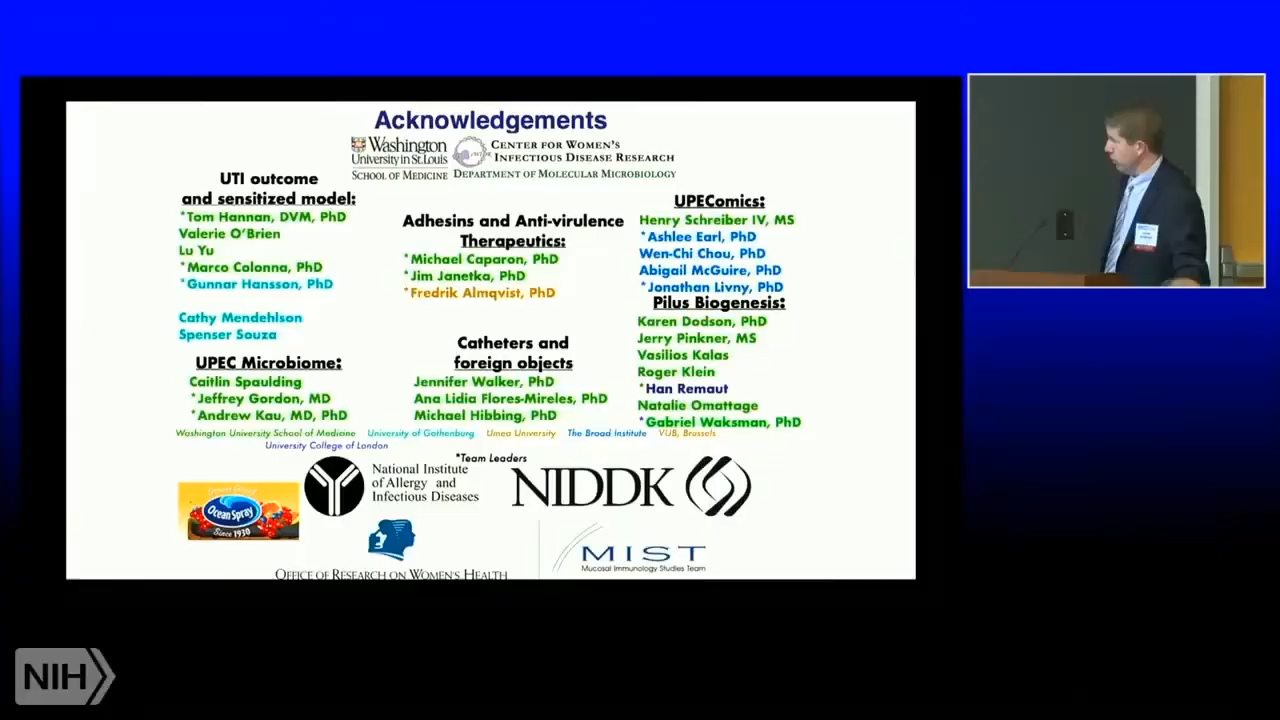 Acknowledgements
Washington
University in St. Louis
SCHOOL OF MEDICINE
CENTER FOR WOMEN'S
INFECTIOUS DISEASE RESEARCH
DEPARTMENT OF MOLECULAR MICROBIOLOGY
UTI outcome
and sensitized model:
*Tom Hannan, DVM, PhD
Valerie O'Brien
Lu Yu
*Marco Colonna, PhD
*Gunnar Hansson, PhD
Cathy Mendehlson
Spenser Souza
UPEC Microbiome:
Caitlin Spaulding
*Jeffrey Gordon, MD
*Andrew Kau, MD, PhD
Adhesins and Anti-virulence
Therapeutics:
*Michael Caparon, PhD
*Jim Janetka, PhD
*Fredrik Almqvist, PhD
Catheters and
foreign objects
Jennifer Walker, PhD
Ana Lidia Flores-Mireles, PhD
Michael Hibbing, PhD
UPEComics:
Henry Schreiber IV, MS
*Ashlee Earl, PhD
Wen-Chi Chou, PhD
Abigail McGuire, PhD
*Jonathan Livny, PhD
Pilus Biogenesis:
Karen Dodson, PhD
Jerry Pinkner, MS
Vasilios Kalas
Roger Klein
*Han Remaut
Natalie Omattage
*Gabriel Waksman, PhD
Washington University School of Medicine University of Gothenburg Umea University The Broad Institute VUB, Brussels
University College of London
*Team Leaders
National Institute
of Allergy and
Infectious Diseases
NIDDK
Ocean Spray
Since 1930
OFFICE OF RESEARCH ON WOMEN'S HEALTH
MIST
Mucosal Immunology Studies Team
NIH